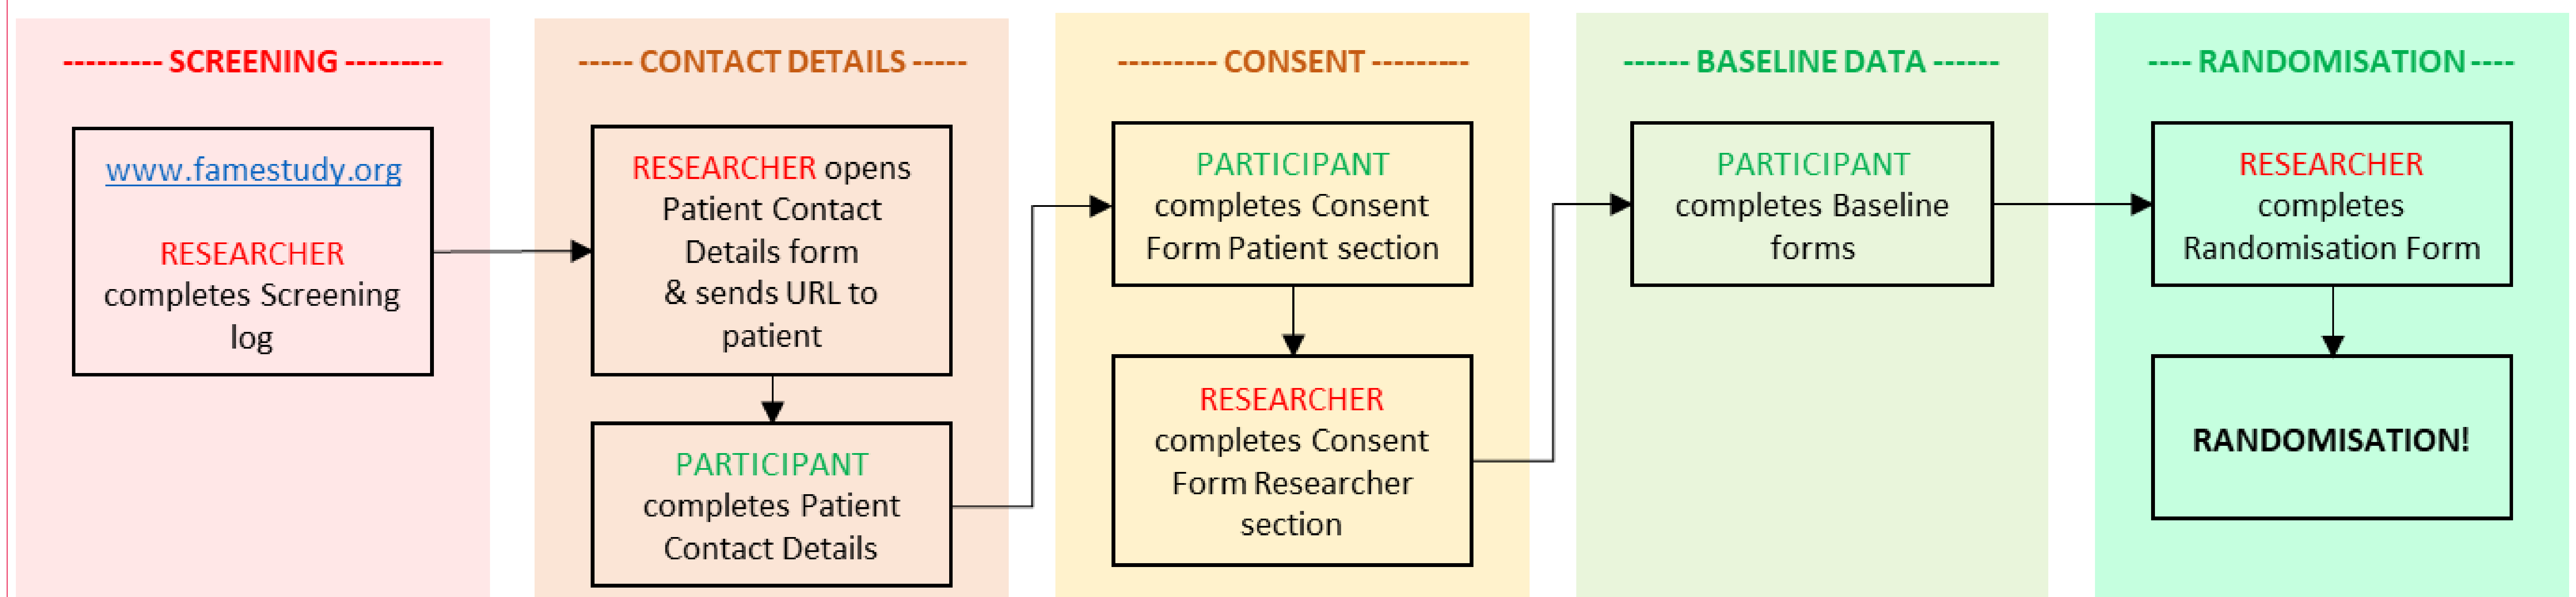 --------- SCREENING ---------
www.famestudy.org
RESEARCHER
completes Screening
log
----- CONTACT DETAILS -----
RESEARCHER opens
Patient Contact
Details form
& sends URL to
patient
PARTICIPANT
completes Patient
Contact Details
--------- CONSENT ---------
PARTICIPANT
completes Consent
Form Patient section
RESEARCHER
completes Consent
Form Researcher
section
------ BASELINE DATA ------
PARTICIPANT
completes Baseline
forms
---- RANDOMISATION ----
RESEARCHER
completes
Randomisation Form
RANDOMISATION!